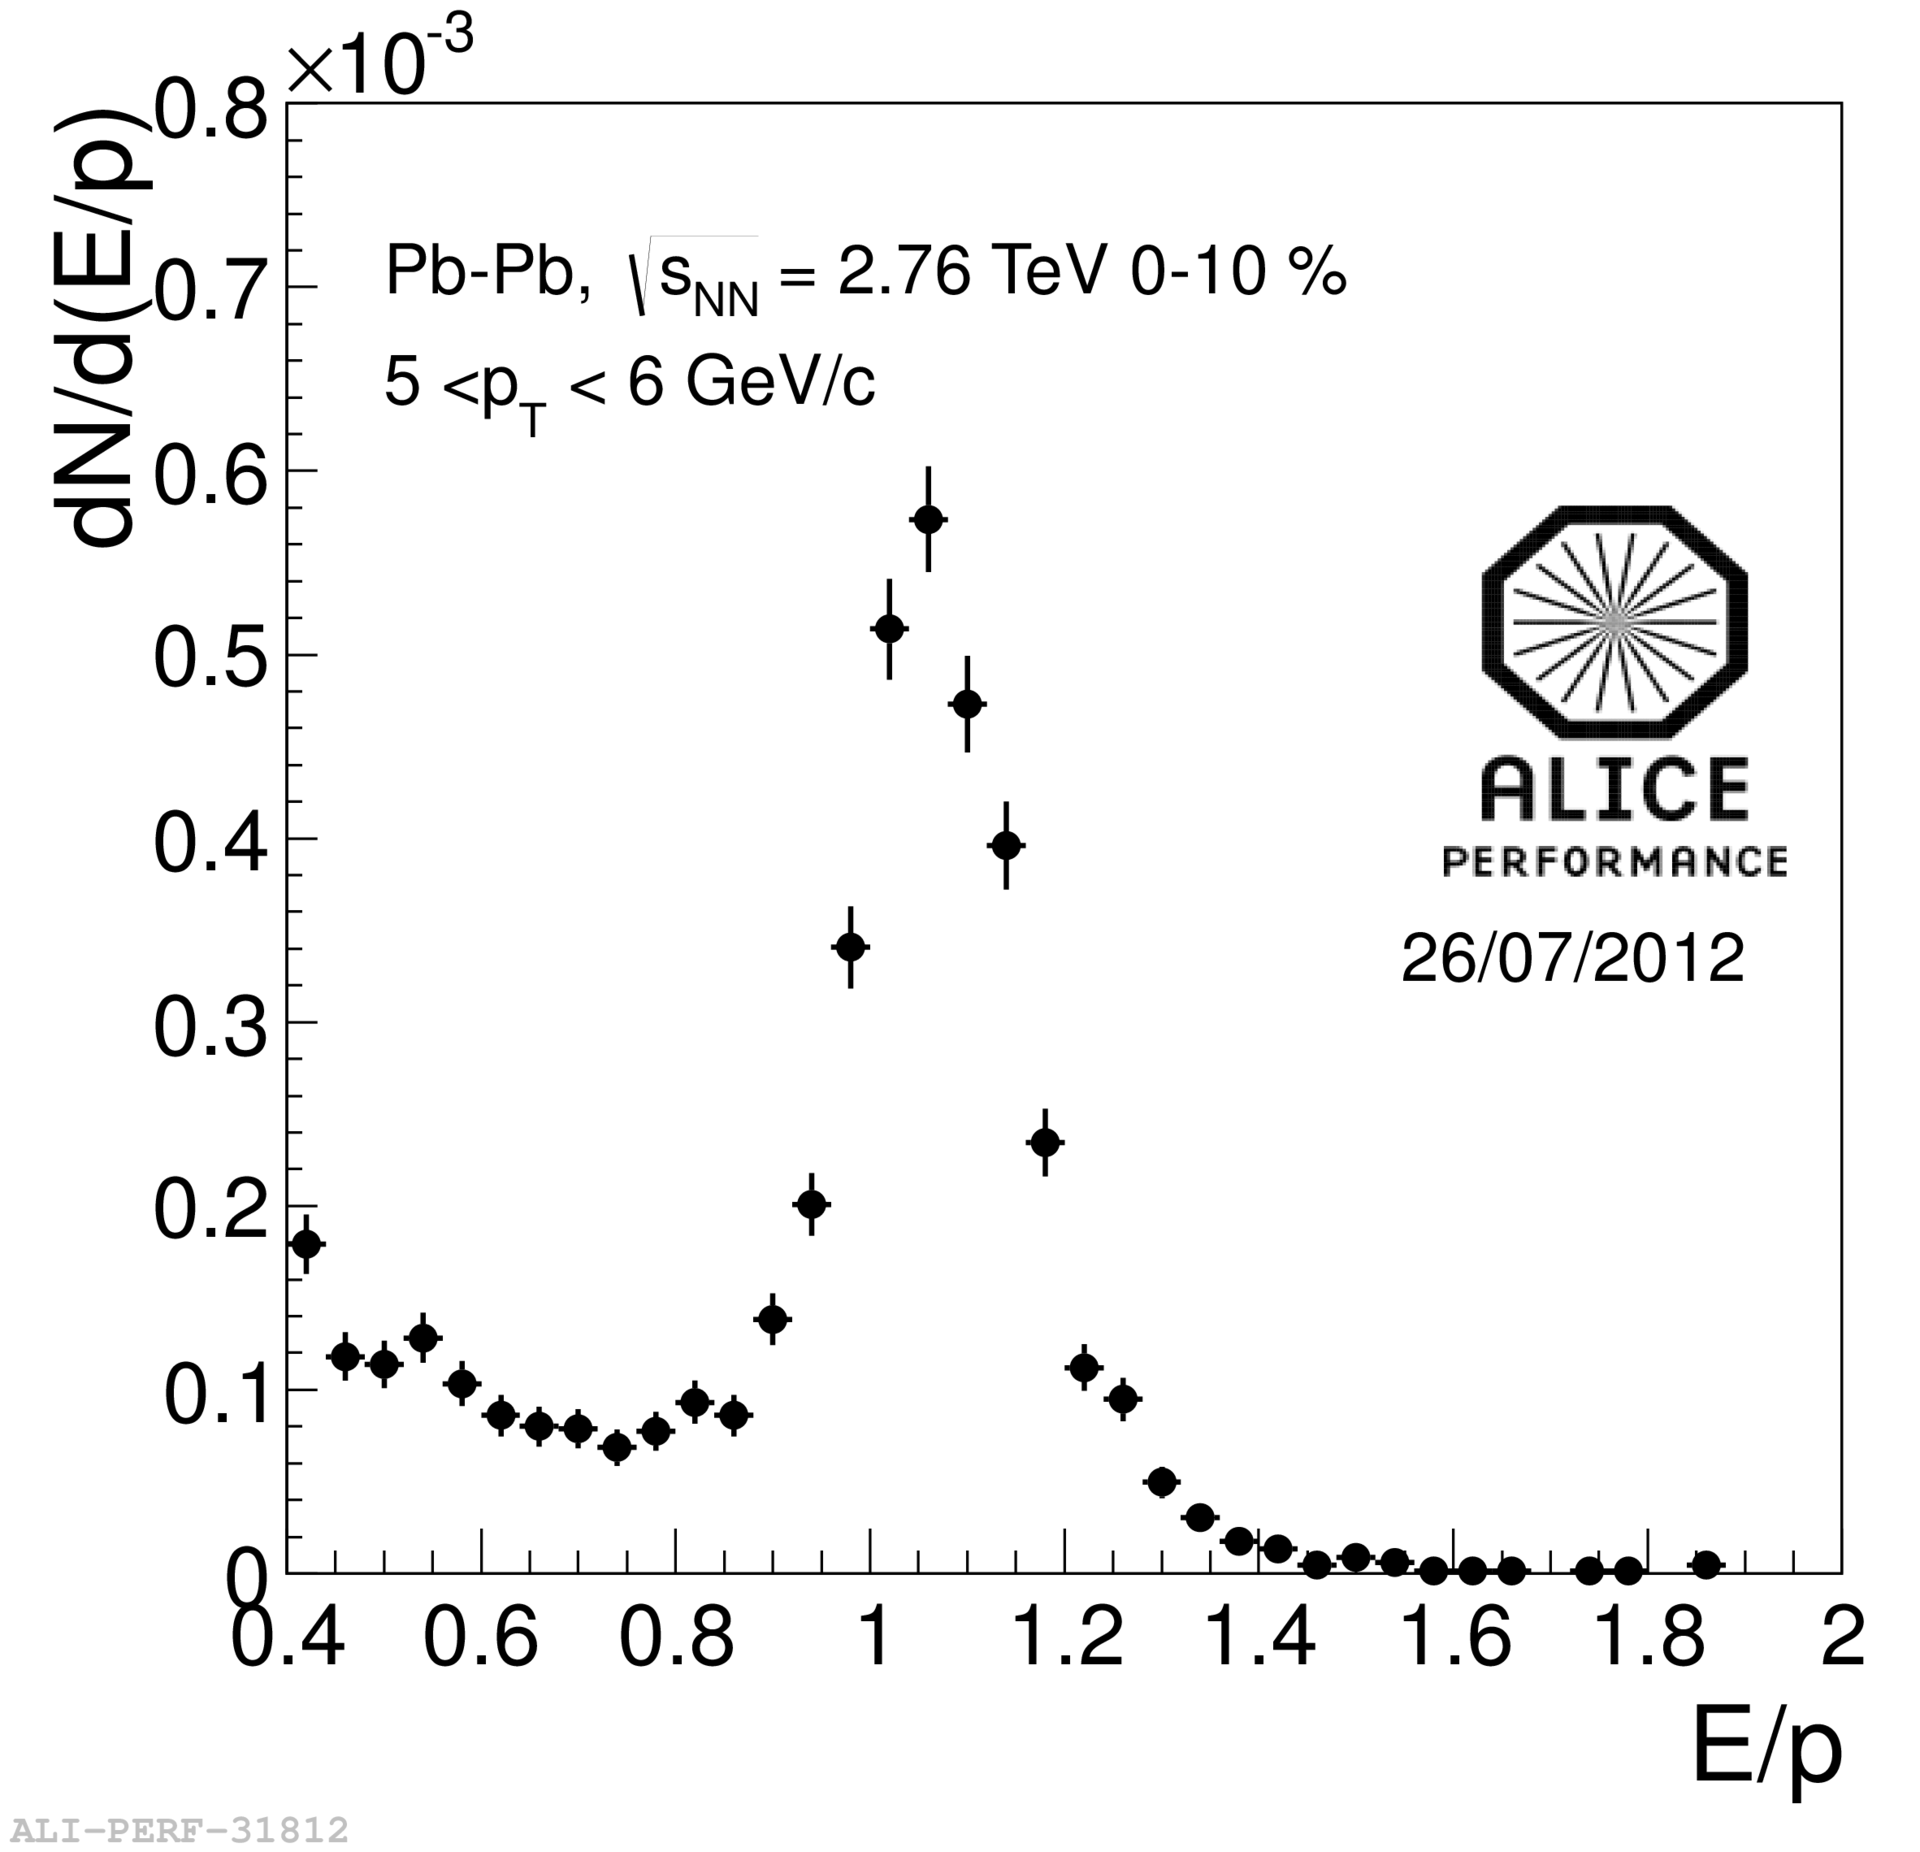 ×10-3
dN/d(E/p)
0.8
0.7
0.6
0.5
0.4
0.3
0.2
0.1
0
Pb-Pb, √sNN = 2.76 TeV 0-10 %
5 <pT < 6 GeV/c
ALICE
PERFORMANCE
26/07/2012
0.4 0.6 0.8 1 1.2 1.4 1.6 1.8 2
E/p
ALI-PERF-31812